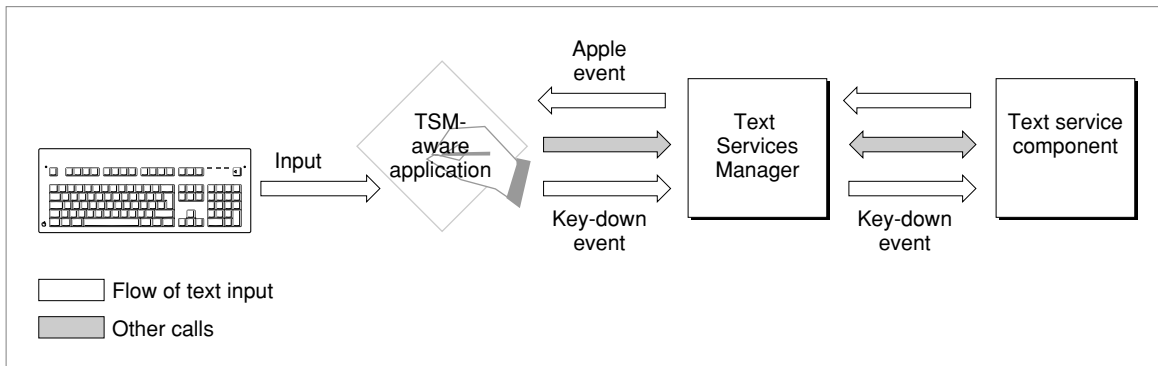 Apple
event
TSM-
aware
application
Text
Services
Manager
Text service
component
Input
Key-down
event
Key-down
event
Flow of text input
Other calls